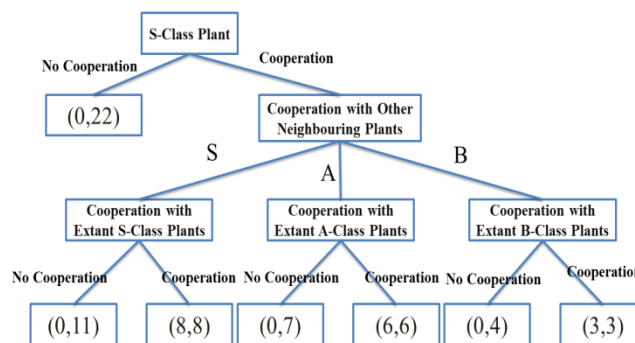 S-Class Plant
No Cooperation
Cooperation
(0,22)
Cooperation with Other
Neighbouring Plants
S
A
B
Cooperation with
Extant S-Class Plants
Cooperation with
Extant A-Class Plants
Cooperation with
Extant B-Class Plants
No Cooperation
Cooperation
No Cooperation
Cooperation
No Cooperation
Cooperation
(0,11)
(8,8)
(0,7)
(6,6)
(0,4)
(3,3)